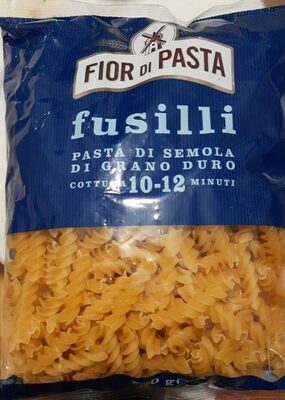 FIOR DI PASTA
fusilli
PASTA DI SEMOLA
DI GRANO DURO
COTTURA 10-12 MINUTI